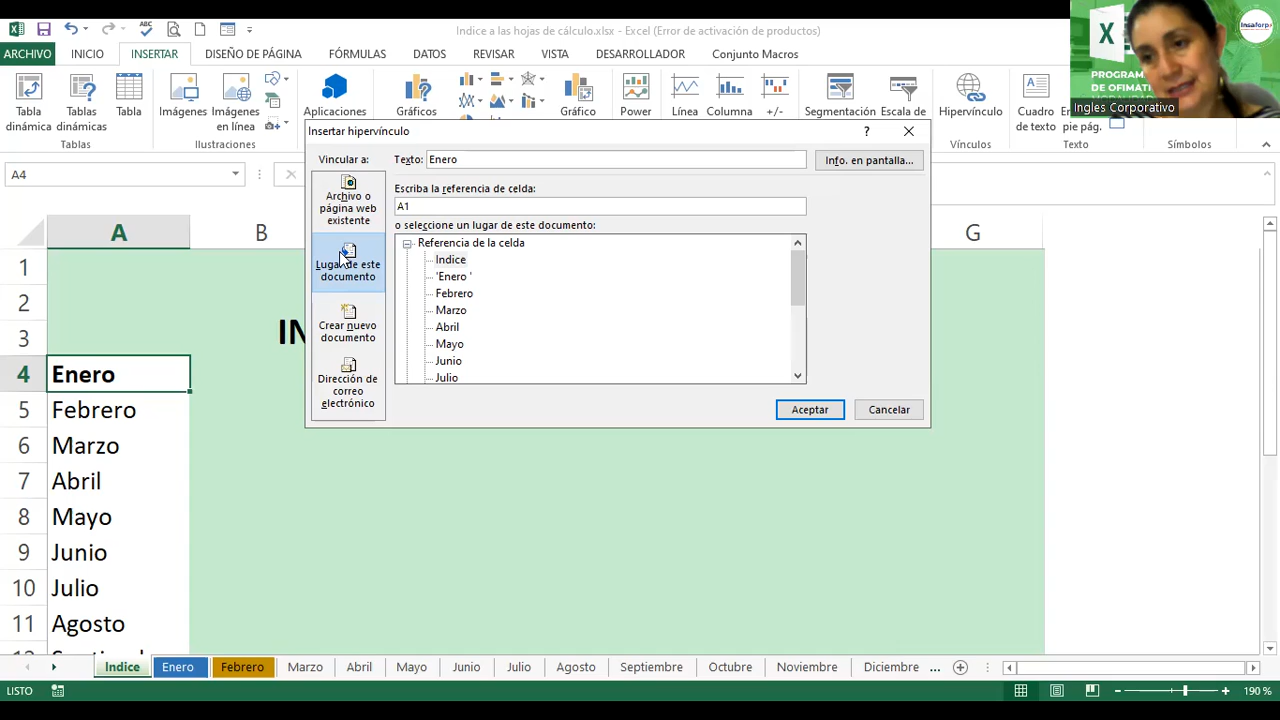 Indice a las hojas de cálculo.xlsx - Excel (Error de activación de productos)
ARCHIVO INICIO INSERTAR DISEÑO DE PÁGINA FÓRMULAS DATOS REVISAR VISTA DESARROLLADOR Conjunto Macros
PROGRAM
DE OFIMATI
Insaforp
Ingles Corporativo
Tabla dinámica
Tablas dinámicas
Tabla
Imágenes
Imágenes en línea
Aplicaciones
Gráficos
Gráfico
Power
Línea
Columna
+/-
Segmentación
Escala de
Hipervínculo
Cuadro de texto
pie pág.
Tablas
Ilustraciones
Vínculos
Texto
Símbolos
Insertar hipervínculo
? 
Vincular a:
Texto: Enero
Info. en pantalla...
Archivo o página web existente
Lugar de este documento
Crear nuevo documento
Dirección de correo electrónico
Escriba la referencia de celda:
A1
o seleccione un lugar de este documento:
Referencia de la celda
Indice
'Enero '
Febrero
Marzo
Abril
Mayo
Junio
Julio
Aceptar Cancelar
A4
A B G
1
2
3 IN
4 Enero
5 Febrero
6 Marzo
7 Abril
8 Mayo
9 Junio
10 Julio
11 Agosto
Indice Enero Febrero Marzo Abril Mayo Junio Julio Agosto Septiembre Octubre Noviembre Diciembre ...
LISTO 190 %